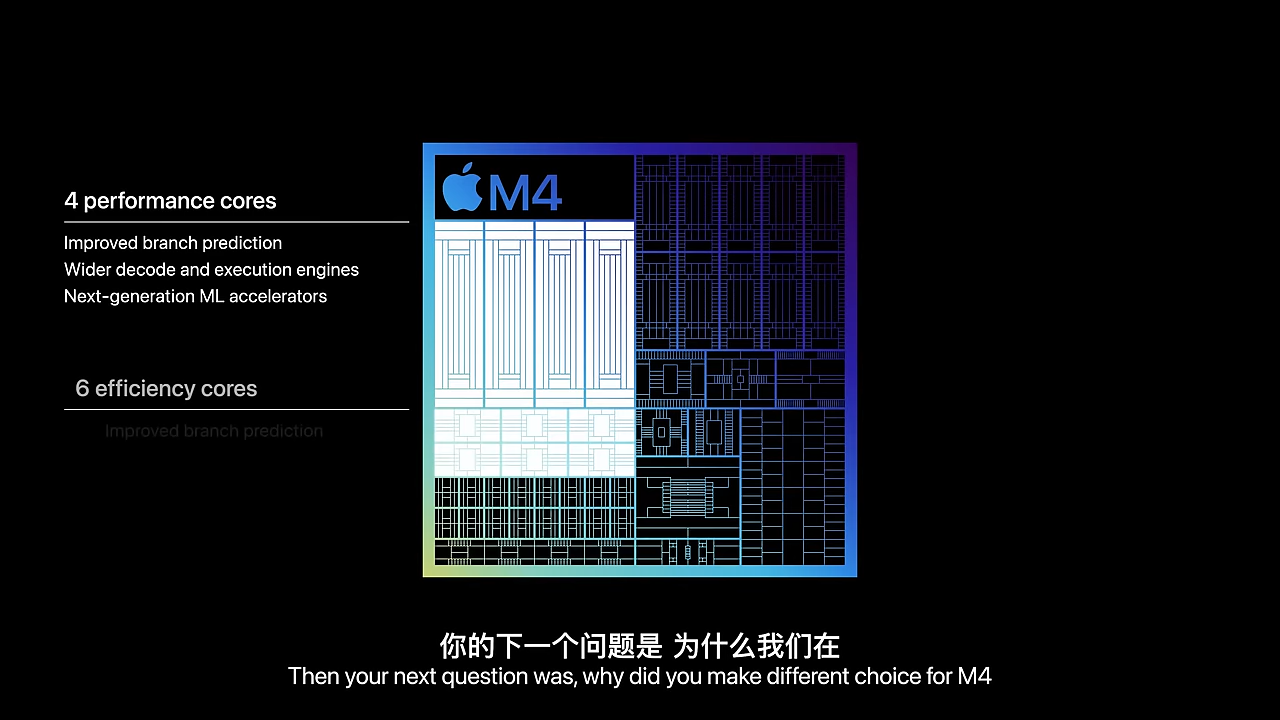 M4
4 performance cores
Improved branch prediction
Wider decode and execution engines
Next-generation ML accelerators
6 efficiency cores
Improved branch prediction
你的下一个问题是 为什么我们在
Then your next question was, why did you make different choice for M4